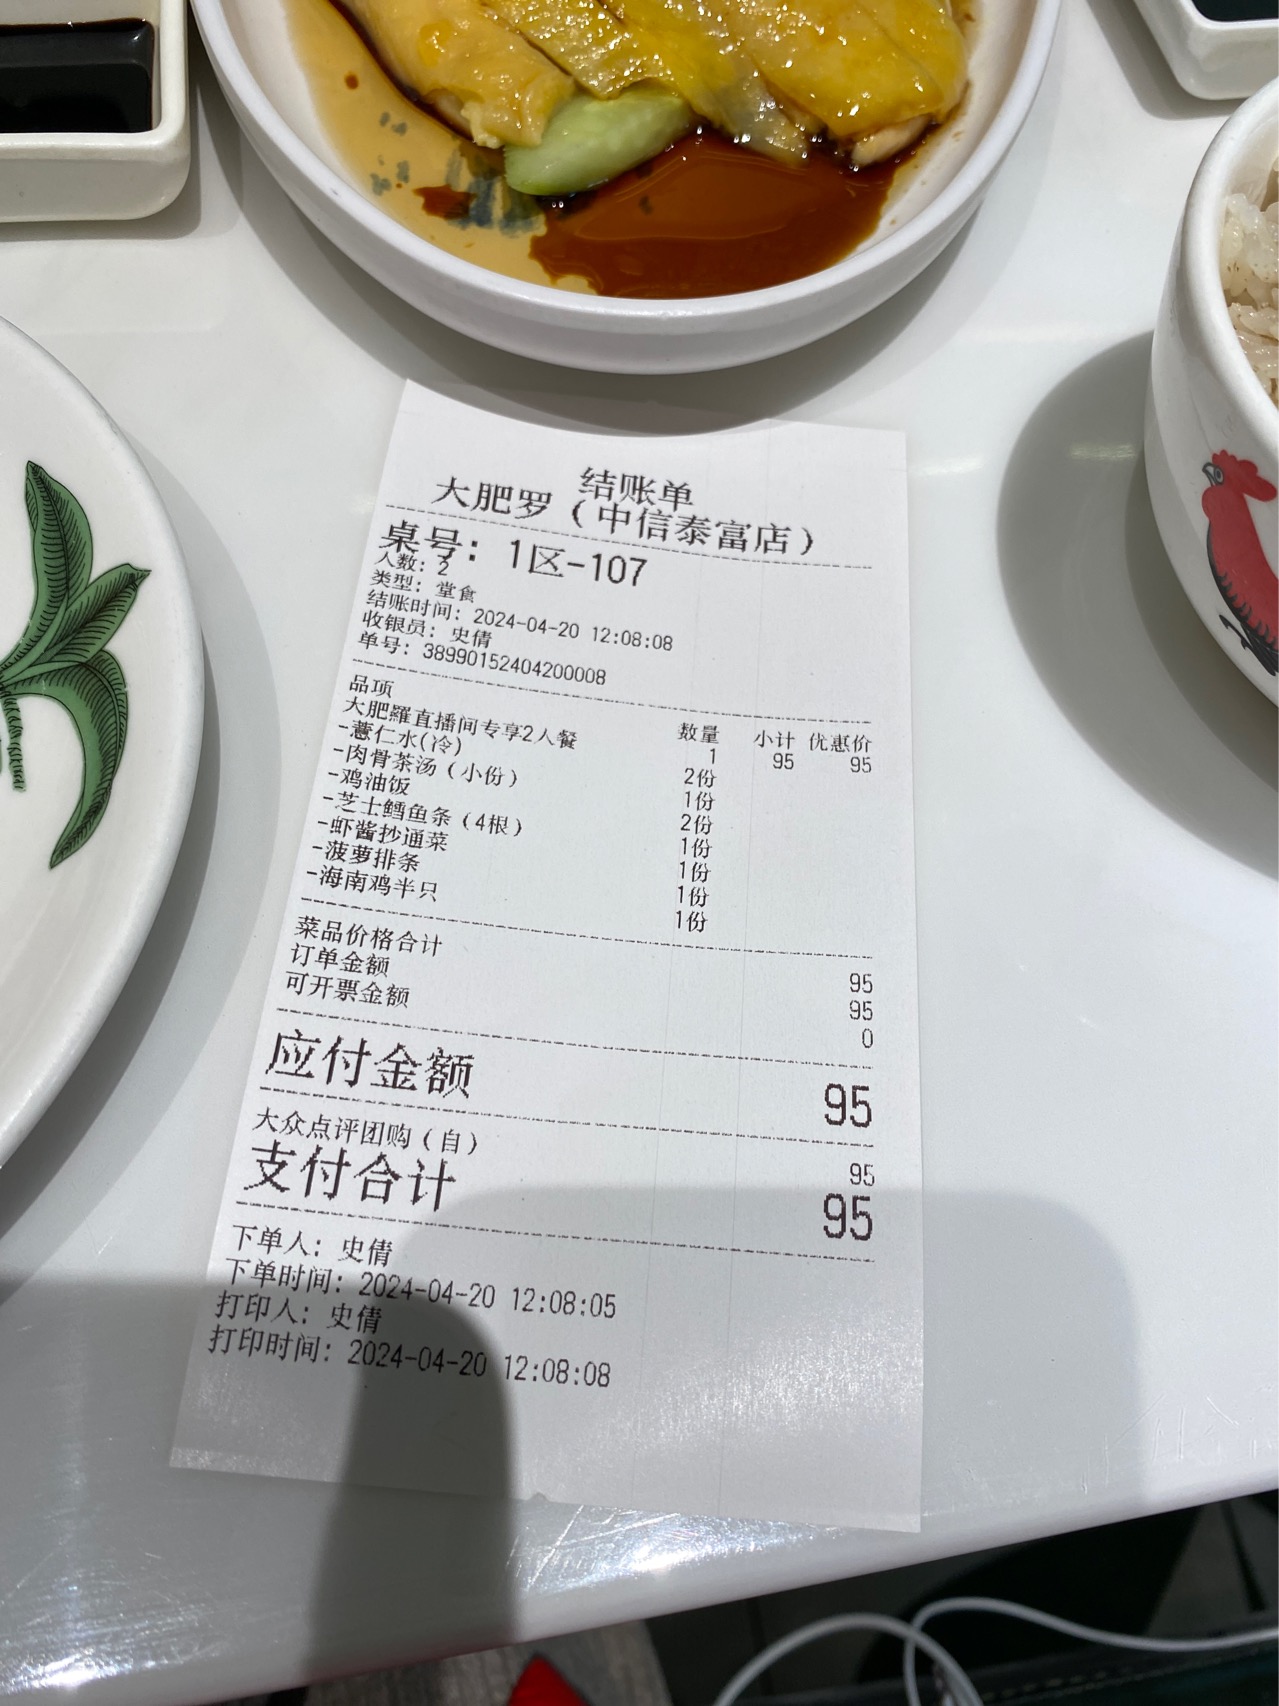 结账单
大肥罗（中信泰富店）
桌号: 1区-107
人数: 2
类型: 堂食
结账时间: 2024-04-20 12:08:08
收银员: 史倩
单号: 38990152404200008
品项 数量 小计 优惠价
大肥羅直播间专享2人餐 1 95 95
-薏仁水(冷) 2份
-肉骨茶汤（小份） 1份
-鸡油饭 2份
-芝士鳕鱼条（4根） 1份
-虾酱抄通菜 1份
-菠萝排条 1份
-海南鸡半只 1份
菜品价格合计 95
订单金额 95
可开票金额 0
应付金额 95
大众点评团购（自） 95
支付合计 95
下单人: 史倩
下单时间: 2024-04-20 12:08:05
打印人: 史倩
打印时间: 2024-04-20 12:08:08